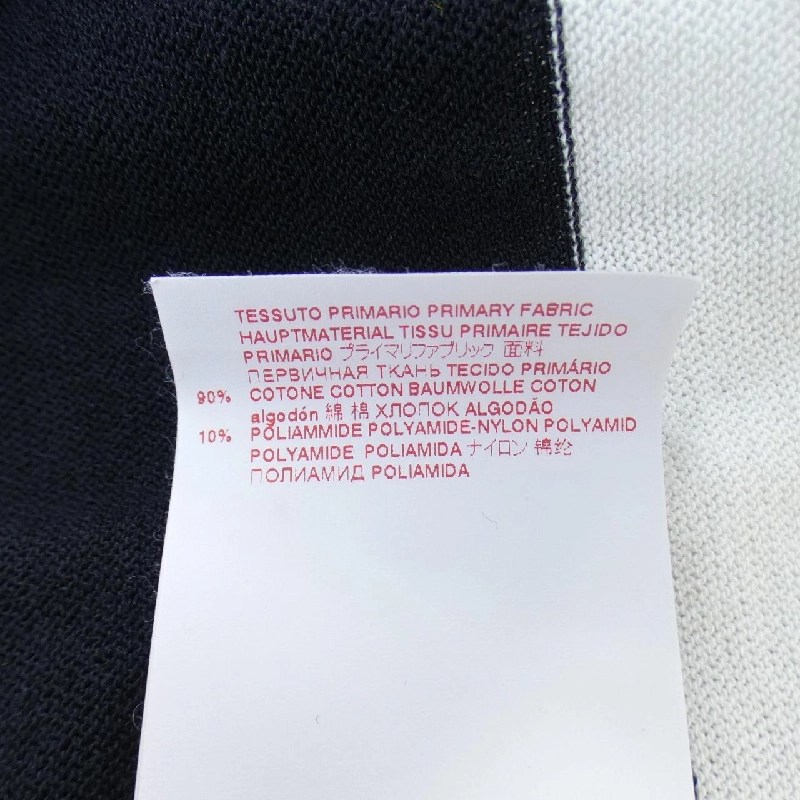 TESSUTO PRIMARIO PRIMARY FABRIC
HAUPTMATERIAL TISSU PRIMAIRE TEJIDO
PRIMARIO プライマリファブリック 面料
ПЕРВИЧНАЯ ТКАНЬ TECIDO PRIMÁRIO
90% COTONE COTTON BAUMWOLLE COTON
algodón 綿 棉 ХЛОПОК ALGODÃO
10% POLIAMMIDE POLYAMIDE-NYLON POLYAMID
POLYAMIDE POLIAMIDA ナイロン 锦纶
ПОЛИАМИД POLIAMIDA